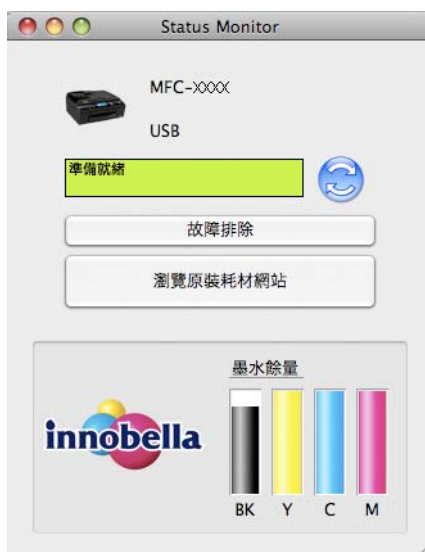 Status Monitor
MFC-XXXX
USB
準備就緒
故障排除
瀏覽原裝耗材網站
墨水餘量
innobella
BK Y C M